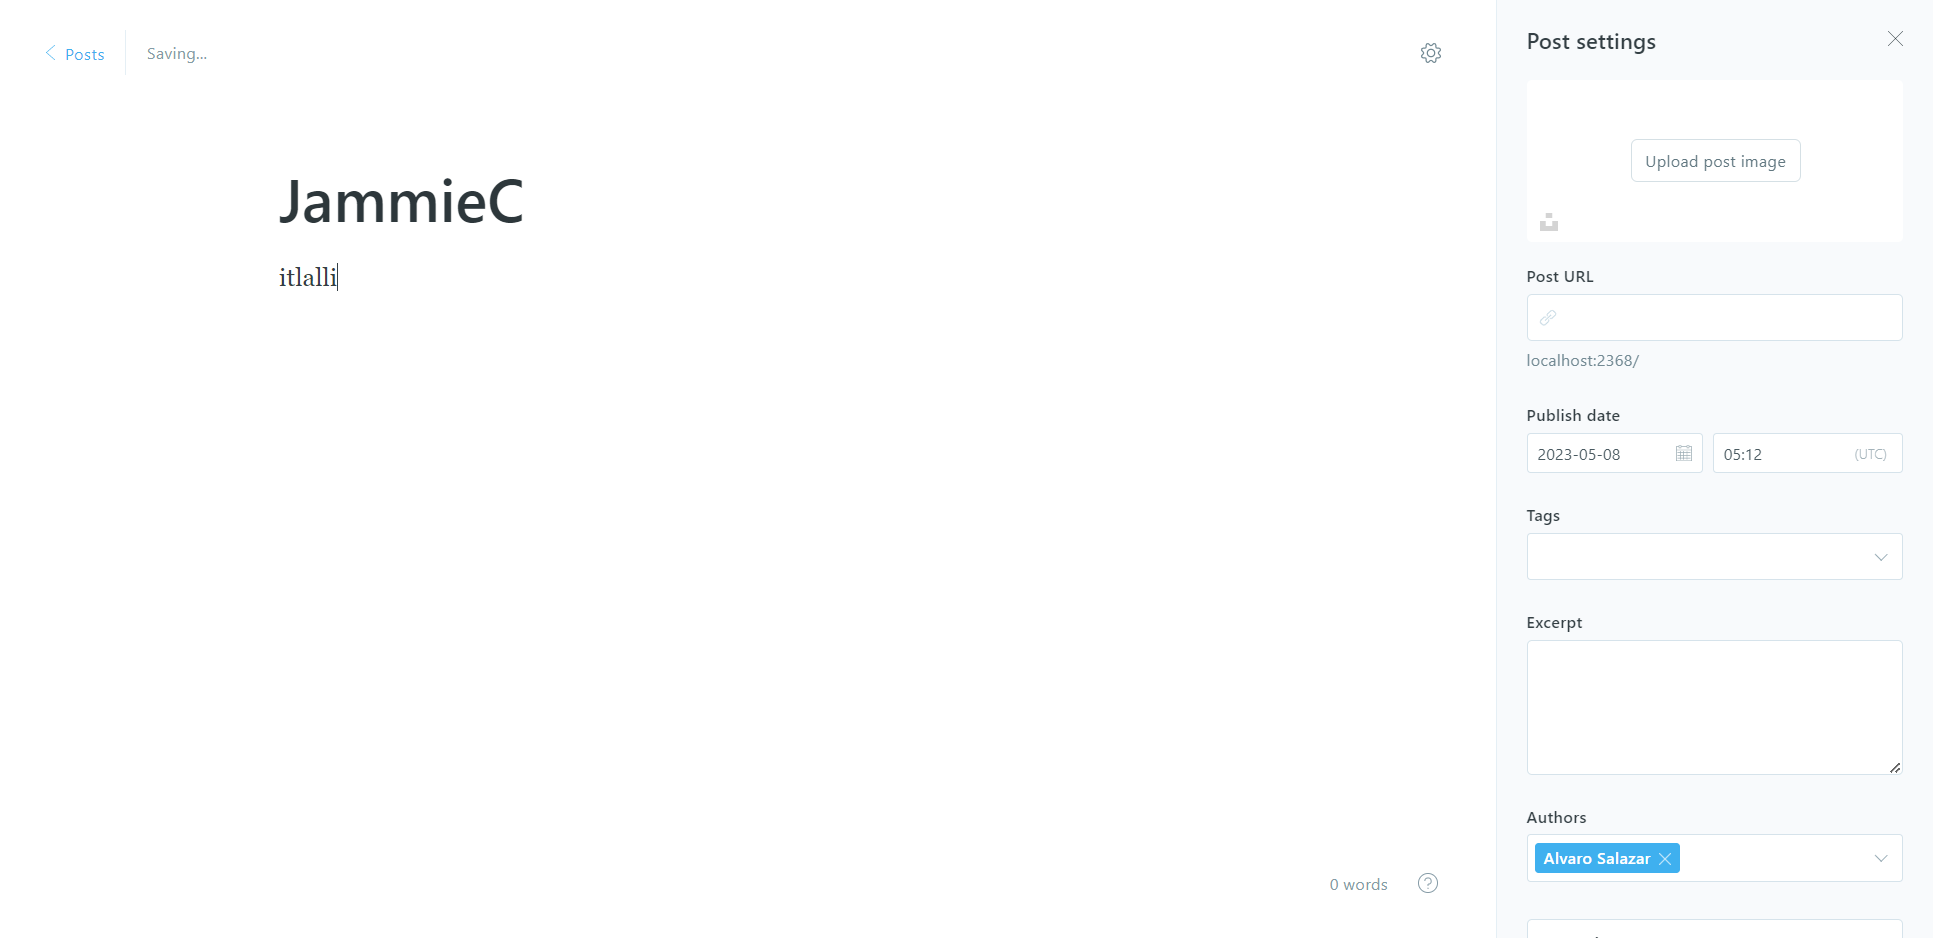 Posts
Saving...
JammieC
itlalli
0 words
Post settings
Upload post image
Post URL
localhost:2368/
Publish date
2023-05-08
05:12
(UTC)
Tags
Excerpt
Authors
Alvaro Salazar